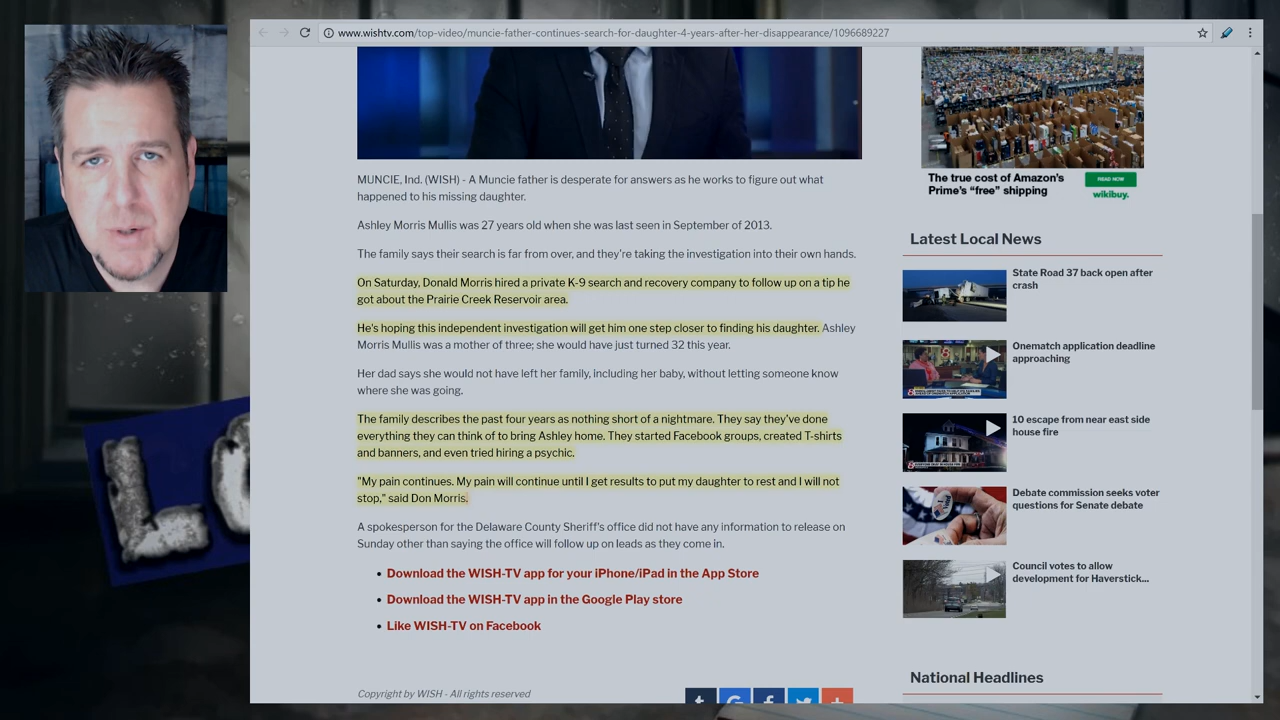 www.wishtv.com/top-video/muncie-father-continues-search-for-daughter-4-years-after-her-disappearance/1096689227
MUNCIE, Ind. (WISH) - A Muncie father is desperate for answers as he works to figure out what
happened to his missing daughter.
Ashley Morris Mullis was 27 years old when she was last seen in September of 2013.
The family says their search is far from over, and they're taking the investigation into their own hands.
On Saturday, Donald Morris hired a private K-9 search and recovery company to follow up on a tip he
got about the Prairie Creek Reservoir area.
He's hoping this independent investigation will get him one step closer to finding his daughter. Ashley
Morris Mullis was a mother of three; she would have just turned 32 this year.
Her dad says she would not have left her family, including her baby, without letting someone know
where she was going.
The family describes the past four years as nothing short of a nightmare. They say they've done
everything they can think of to bring Ashley home. They started Facebook groups, created T-shirts
and banners, and even tried hiring a psychic.
"My pain continues. My pain will continue until I get results to put my daughter to rest and I will not
stop," said Don Morris.
A spokesperson for the Delaware County Sheriff's office did not have any information to release on
Sunday other than saying the office will follow up on leads as they come in.
• Download the WISH-TV app for your iPhone/iPad in the App Store
• Download the WISH-TV app in the Google Play store
• Like WISH-TV on Facebook
Copyright by WISH - All rights reserved
The true cost of Amazon's
Prime's "free" shipping
READ NOW
wikibuy.
Latest Local News
State Road 37 back open after
crash
Onematch application deadline
approaching
10 escape from near east side
house fire
Debate commission seeks voter
questions for Senate debate
Council votes to allow
development for Haverstick...
National Headlines